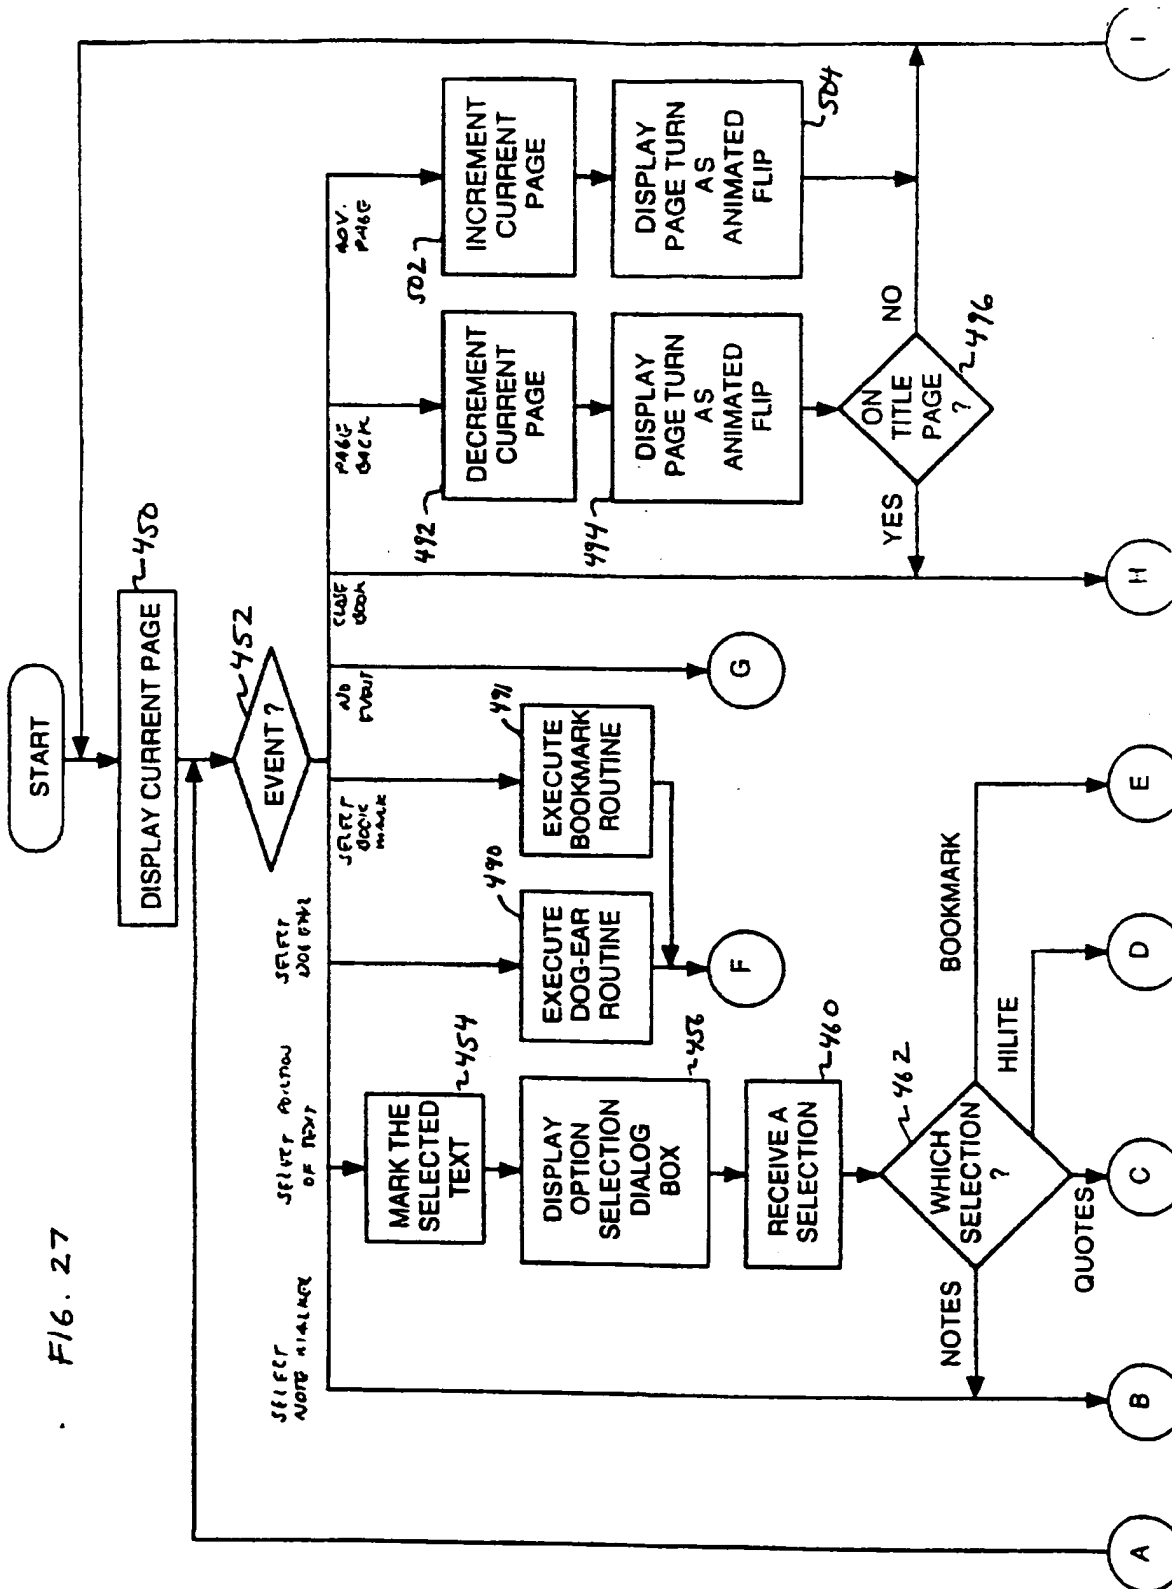 FIG. 27
START
DISPLAY CURRENT PAGE
450
EVENT ?
452
SELECT
NOTE MARKER
SELECT PORTION
OF TEXT
SELECT
DOG EAR
SELECT
BOOK
MARK
NO
EVENT
CLOSE
BOOK
PAGE
BACK
ADV.
PAGE
MARK THE
SELECTED
TEXT
454
DISPLAY
OPTION
SELECTION
DIALOG
BOX
456
RECEIVE A
SELECTION
460
WHICH
SELECTION
?
462
NOTES
QUOTES
HILITE
BOOKMARK
490
EXECUTE
DOG-EAR
ROUTINE
491
EXECUTE
BOOKMARK
ROUTINE
F
G
492
DECREMENT
CURRENT
PAGE
494
DISPLAY
PAGE TURN
AS
ANIMATED
FLIP
ON
TITLE
PAGE
?
496
YES
NO
502
INCREMENT
CURRENT
PAGE
DISPLAY
PAGE TURN
AS
ANIMATED
FLIP
504
A
B
C
D
E
H
I